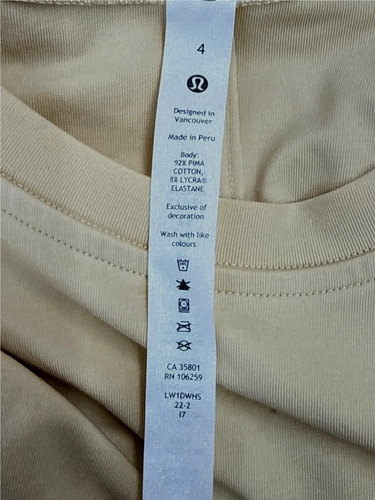 4
Designed in
Vancouver
Made in Peru
Body:
92% PIMA
COTTON,
8% LYCRA®
ELASTANE
Exclusive of
decoration
Wash with like
colours
CA 35801
RN 106259
LW1DWHS
22-2
I7